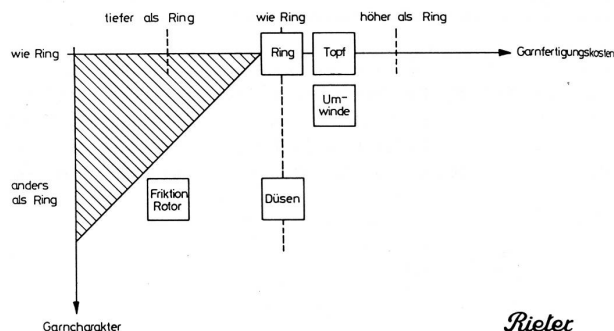 tiefer als Ring
wie Ring
höher als Ring
wie Ring
Ring
Topf
Garnfertigungskosten
Um-
winde
anders
als Ring
Friktion
Rotor
Düsen
Garncharakter
Rieter